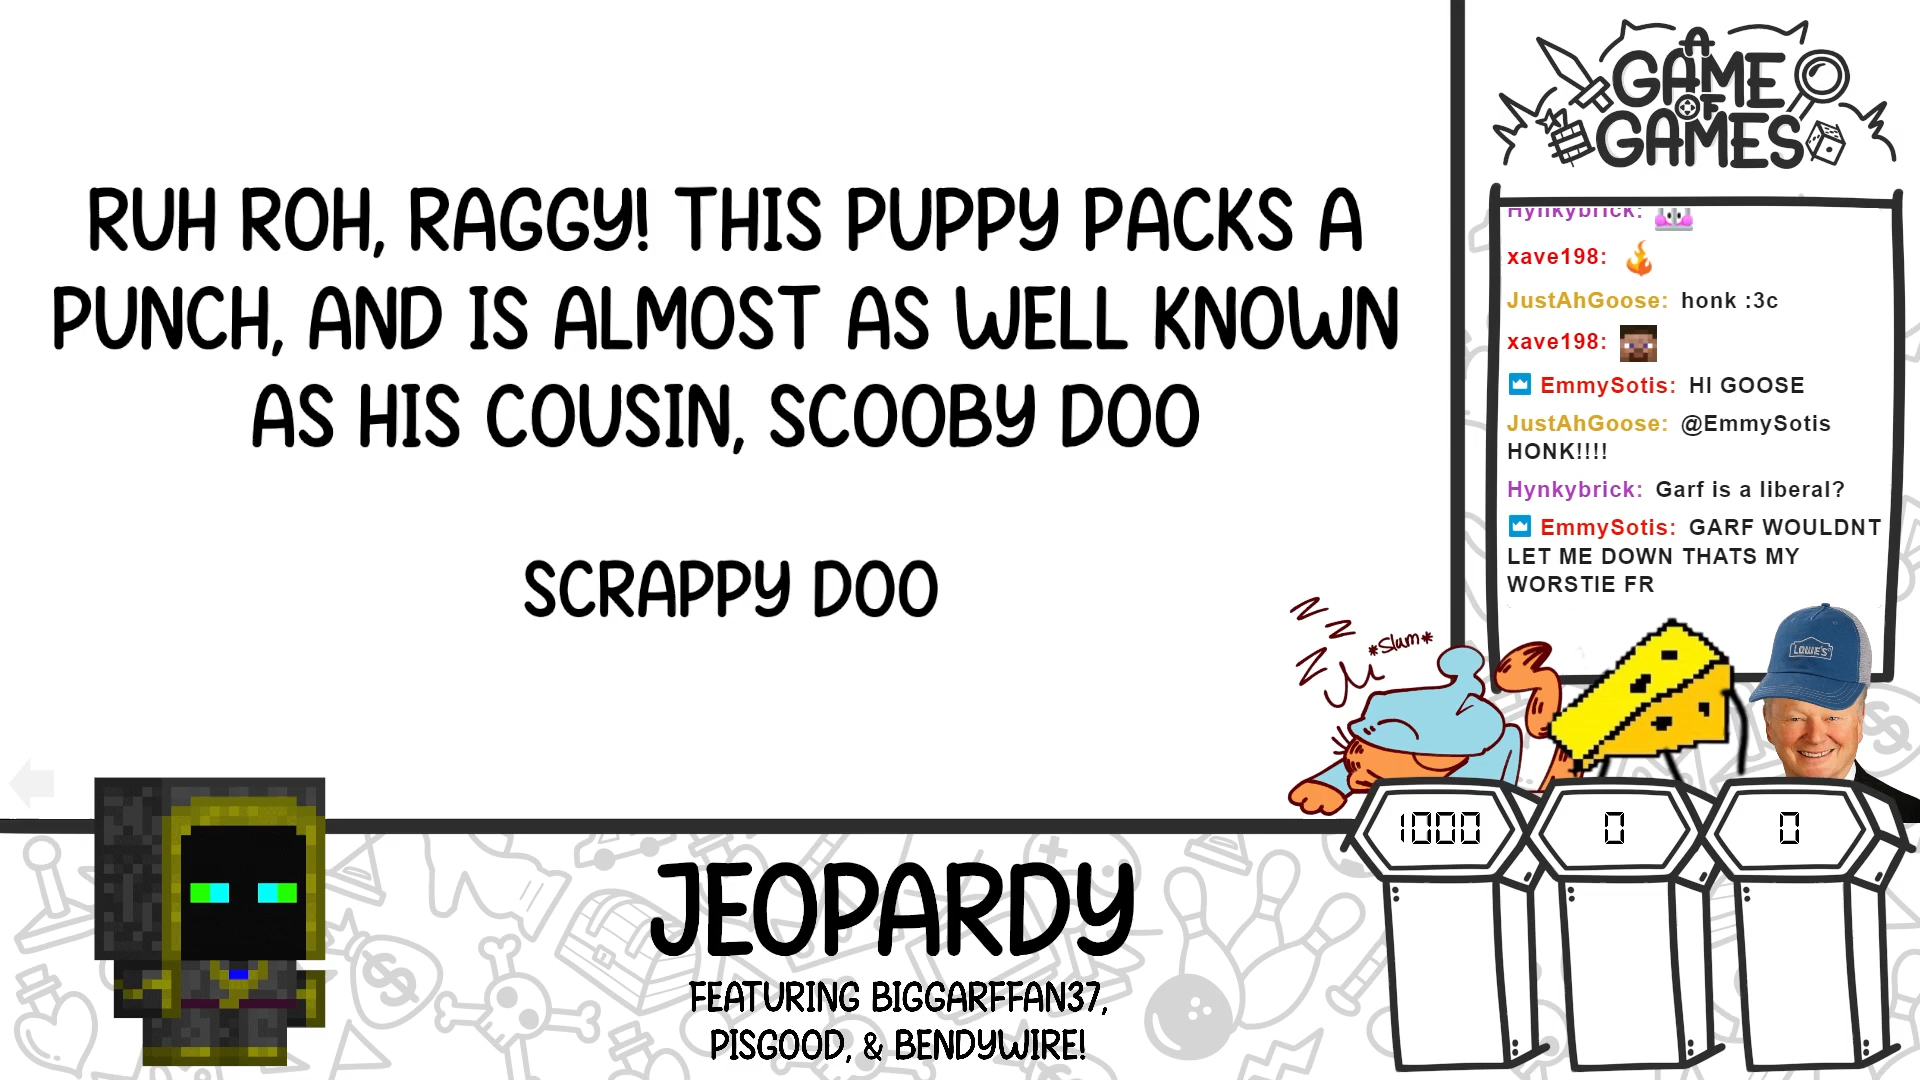 RUH ROH, RAGGY! THIS PUPPY PACKS A
PUNCH, AND IS ALMOST AS WELL KNOWN
AS HIS COUSIN, SCOOBY DOO
SCRAPPY DOO
A
GAME
OF
GAMES
Hynkybrick:
xave198:
JustAhGoose: honk :3c
xave198:
EmmySotis: HI GOOSE
JustAhGoose: @EmmySotis
HONK!!!!
Hynkybrick: Garf is a liberal?
EmmySotis: GARF WOULDNT
LET ME DOWN THATS MY
WORSTIE FR
Z
Z
Z
*Slum*
LOWE'S
1000
0
0
JEOPARDY
FEATURING BIGGARFFAN37,
PISGOOD, & BENDYWIRE!